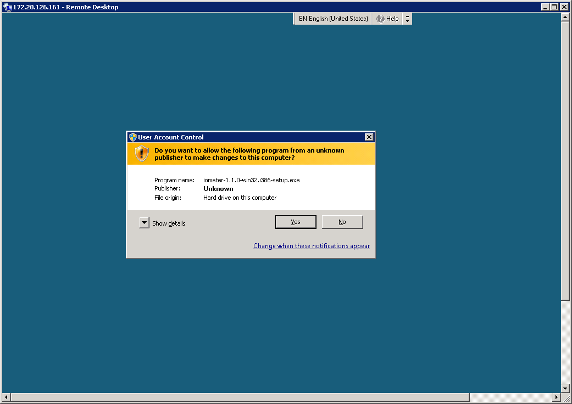 172.28.126.161 - Remote Desktop
EN English (United States) Help
User Account Control
Do you want to allow the following program from an unknown
publisher to make changes to this computer?
Program name:
Publisher: Unknown
File origin: Hard drive on this computer
Show details Yes No
Change when these notifications appear